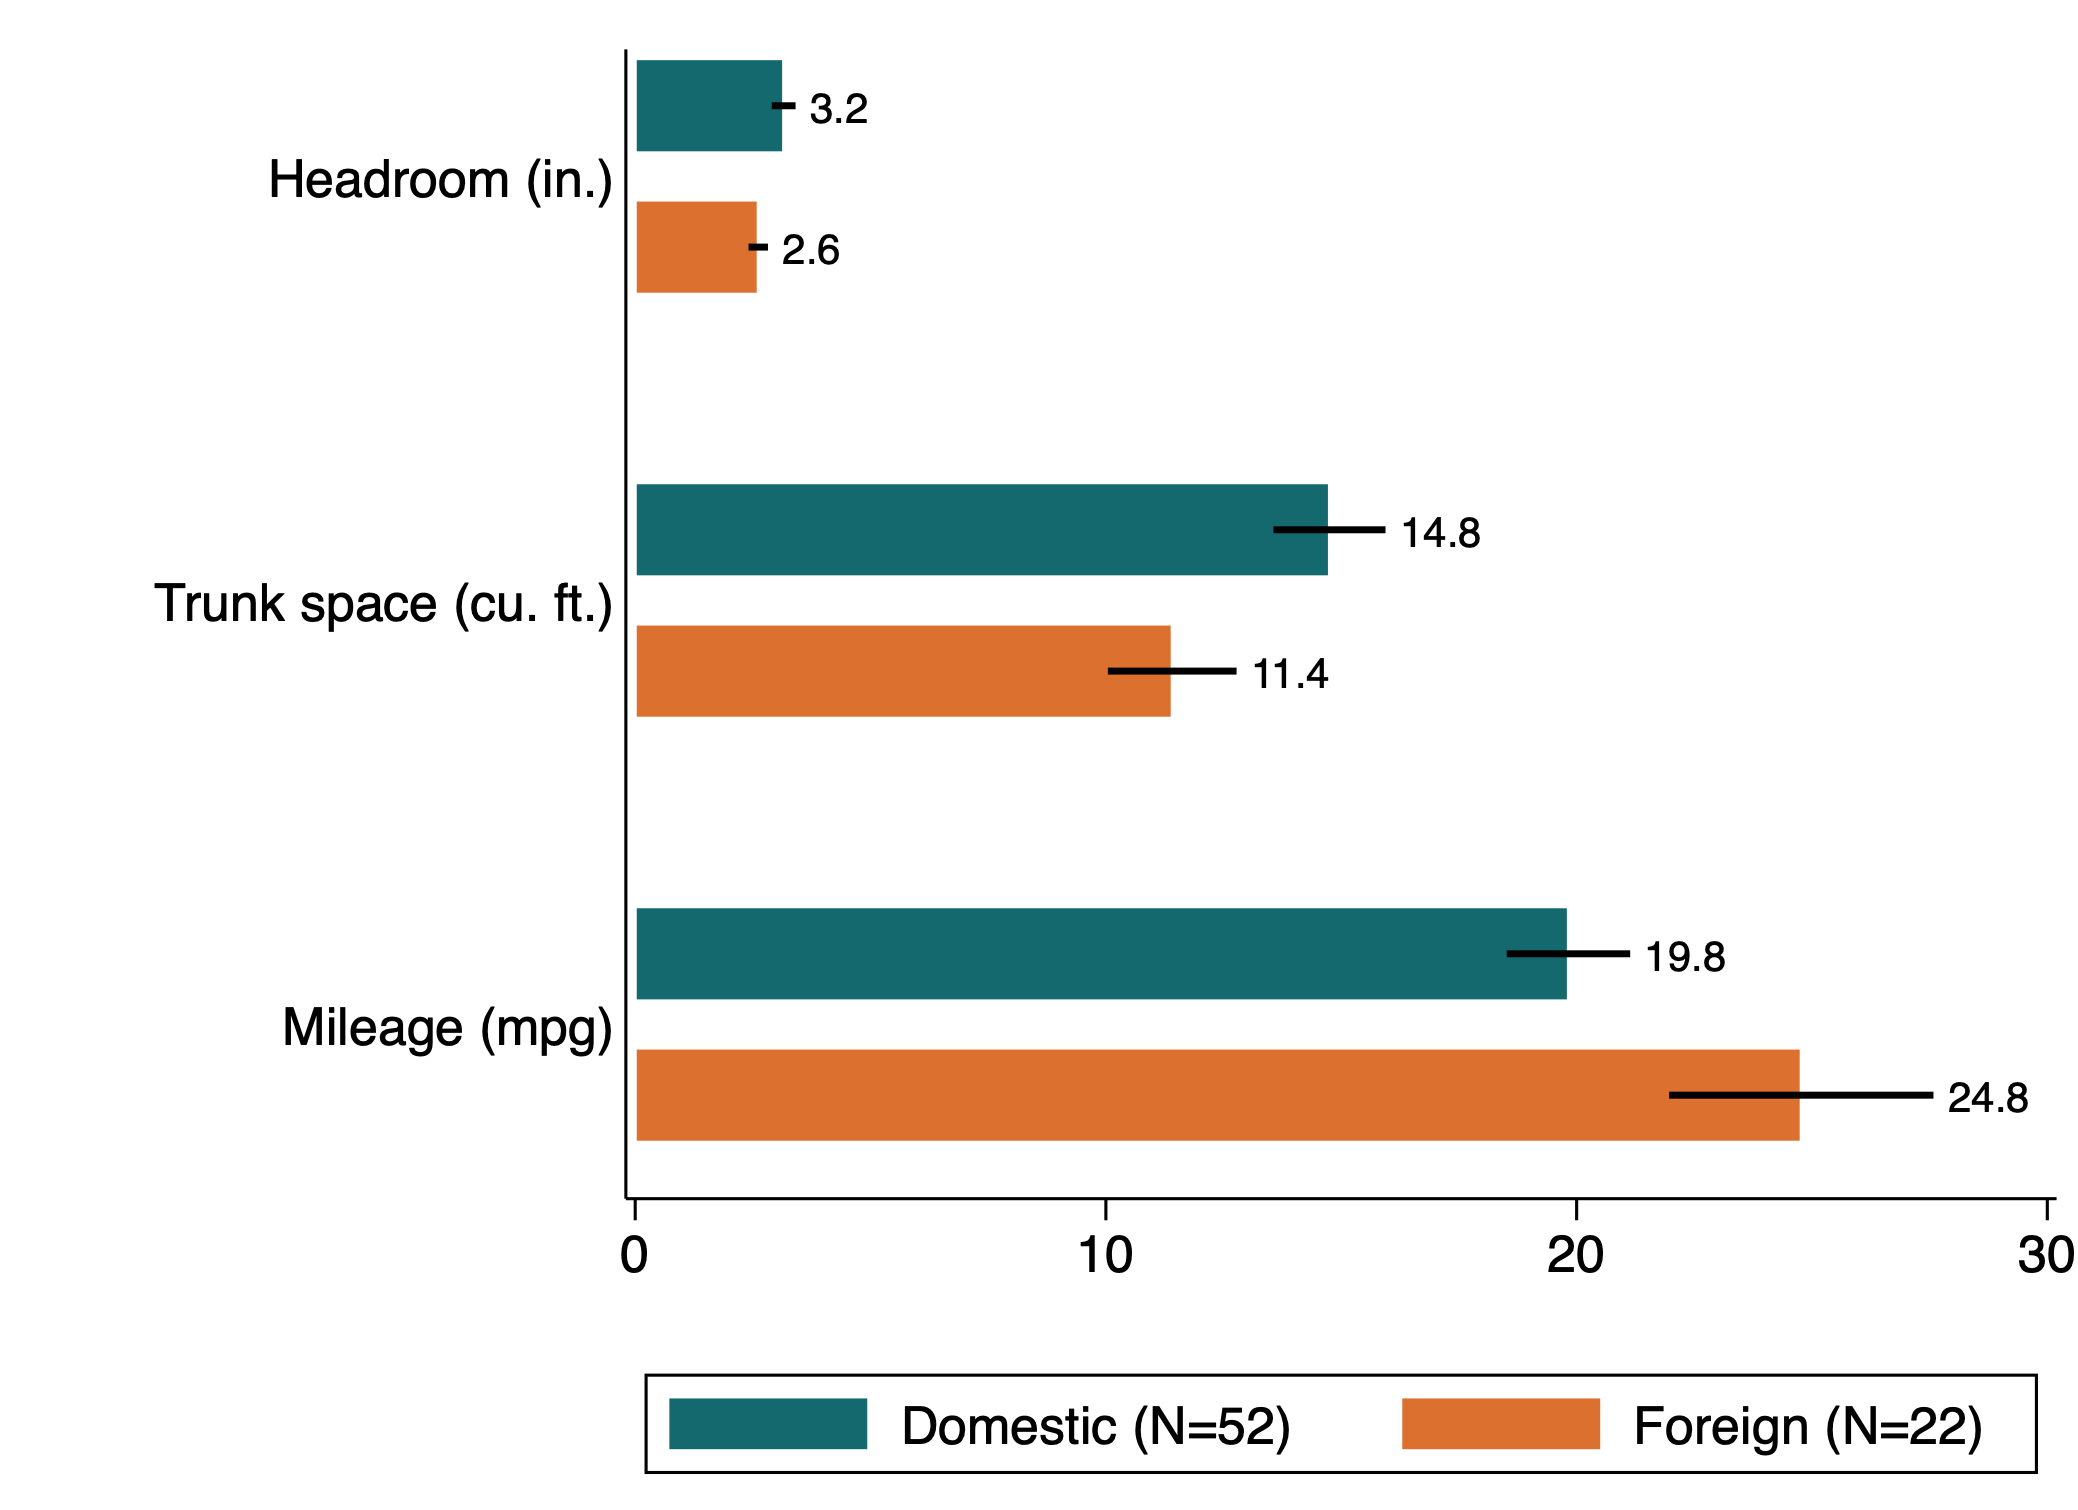 3.2
Headroom (in.)
2.6
14.8
Trunk space (cu. ft.)
11.4
19.8
Mileage (mpg)
24.8
0 10 20 30
Domestic (N=52) Foreign (N=22)